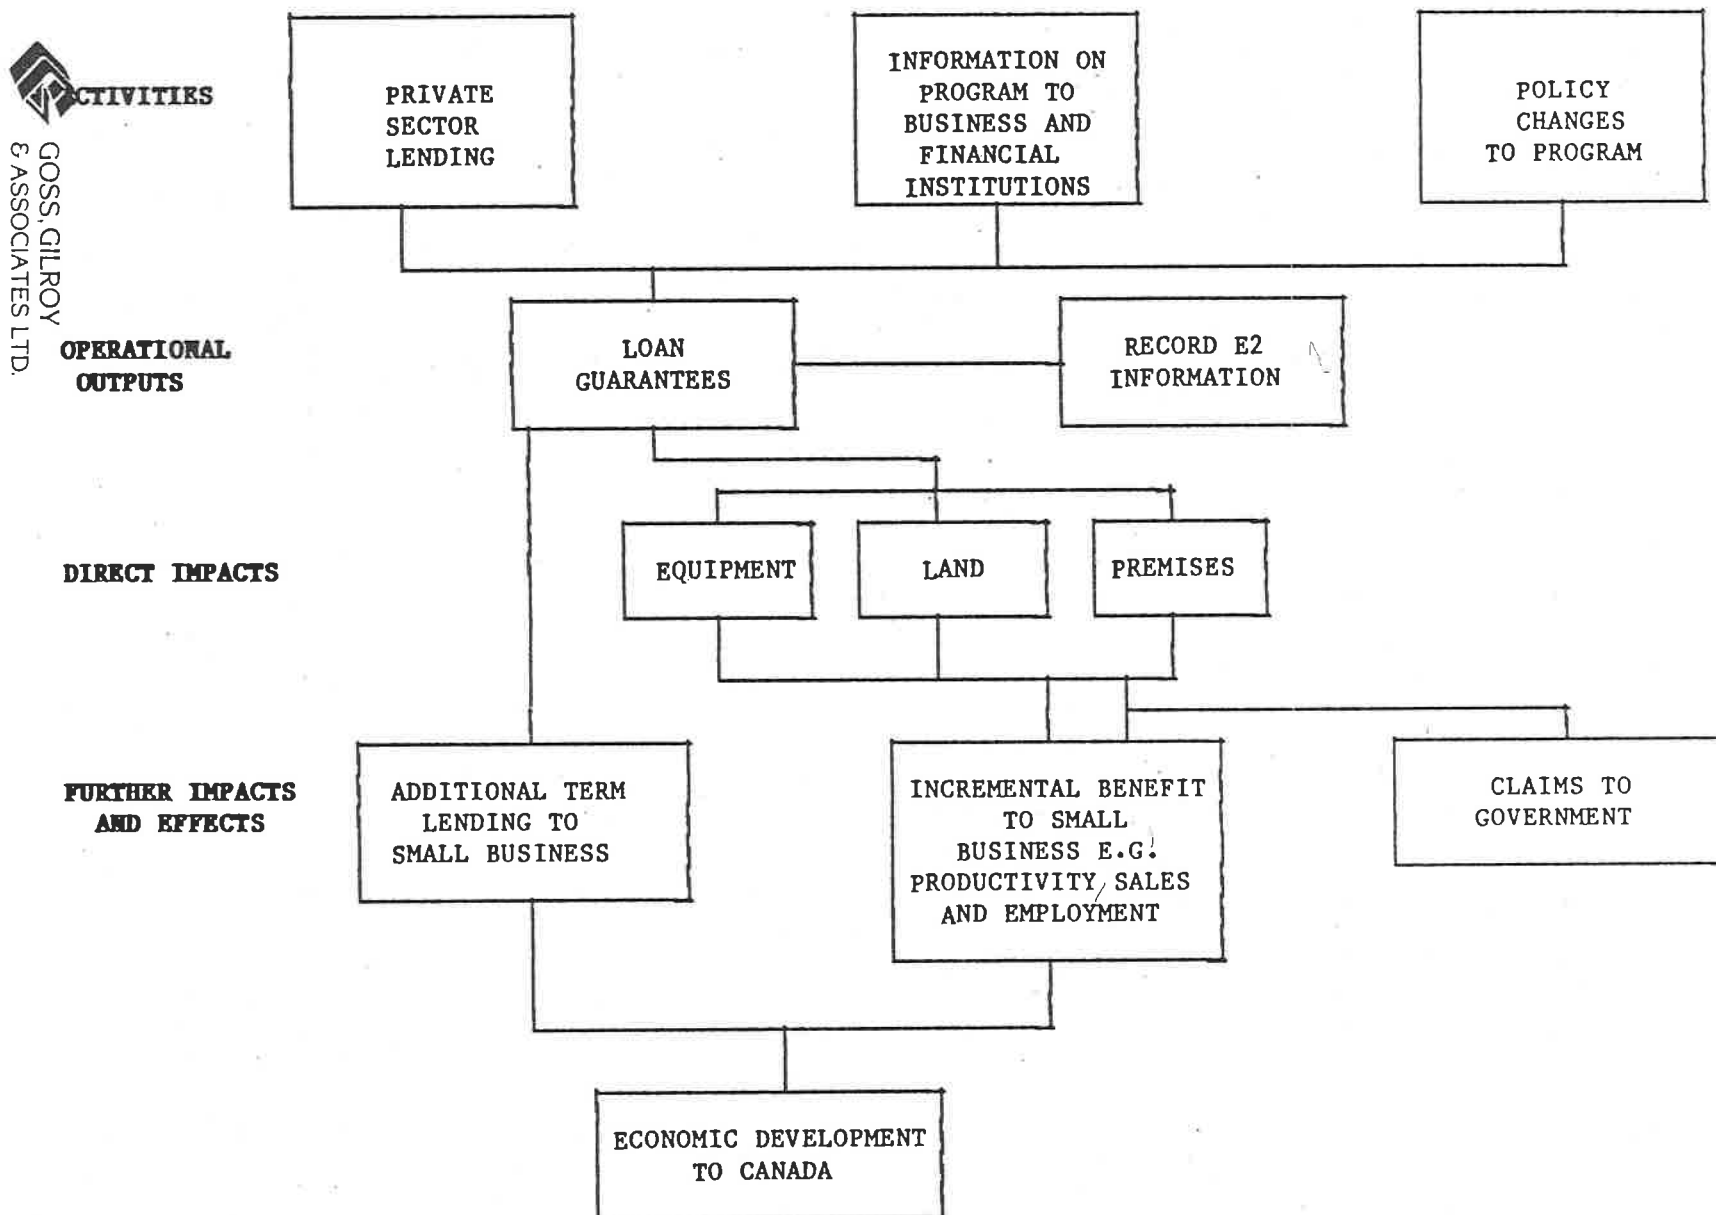 CTIVITIES
GOSS, GILROY
& ASSOCIATES LTD.
PRIVATE
SECTOR
LENDING
INFORMATION ON
PROGRAM TO
BUSINESS AND
FINANCIAL
INSTITUTIONS
POLICY
CHANGES
TO PROGRAM
OPERATIONAL
OUTPUTS
LOAN
GUARANTEES
RECORD E2
INFORMATION
DIRECT IMPACTS
EQUIPMENT
LAND
PREMISES
FURTHER IMPACTS
AND EFFECTS
ADDITIONAL TERM
LENDING TO
SMALL BUSINESS
INCREMENTAL BENEFIT
TO SMALL
BUSINESS E.G.
PRODUCTIVITY, SALES
AND EMPLOYMENT
CLAIMS TO
GOVERNMENT
ECONOMIC DEVELOPMENT
TO CANADA